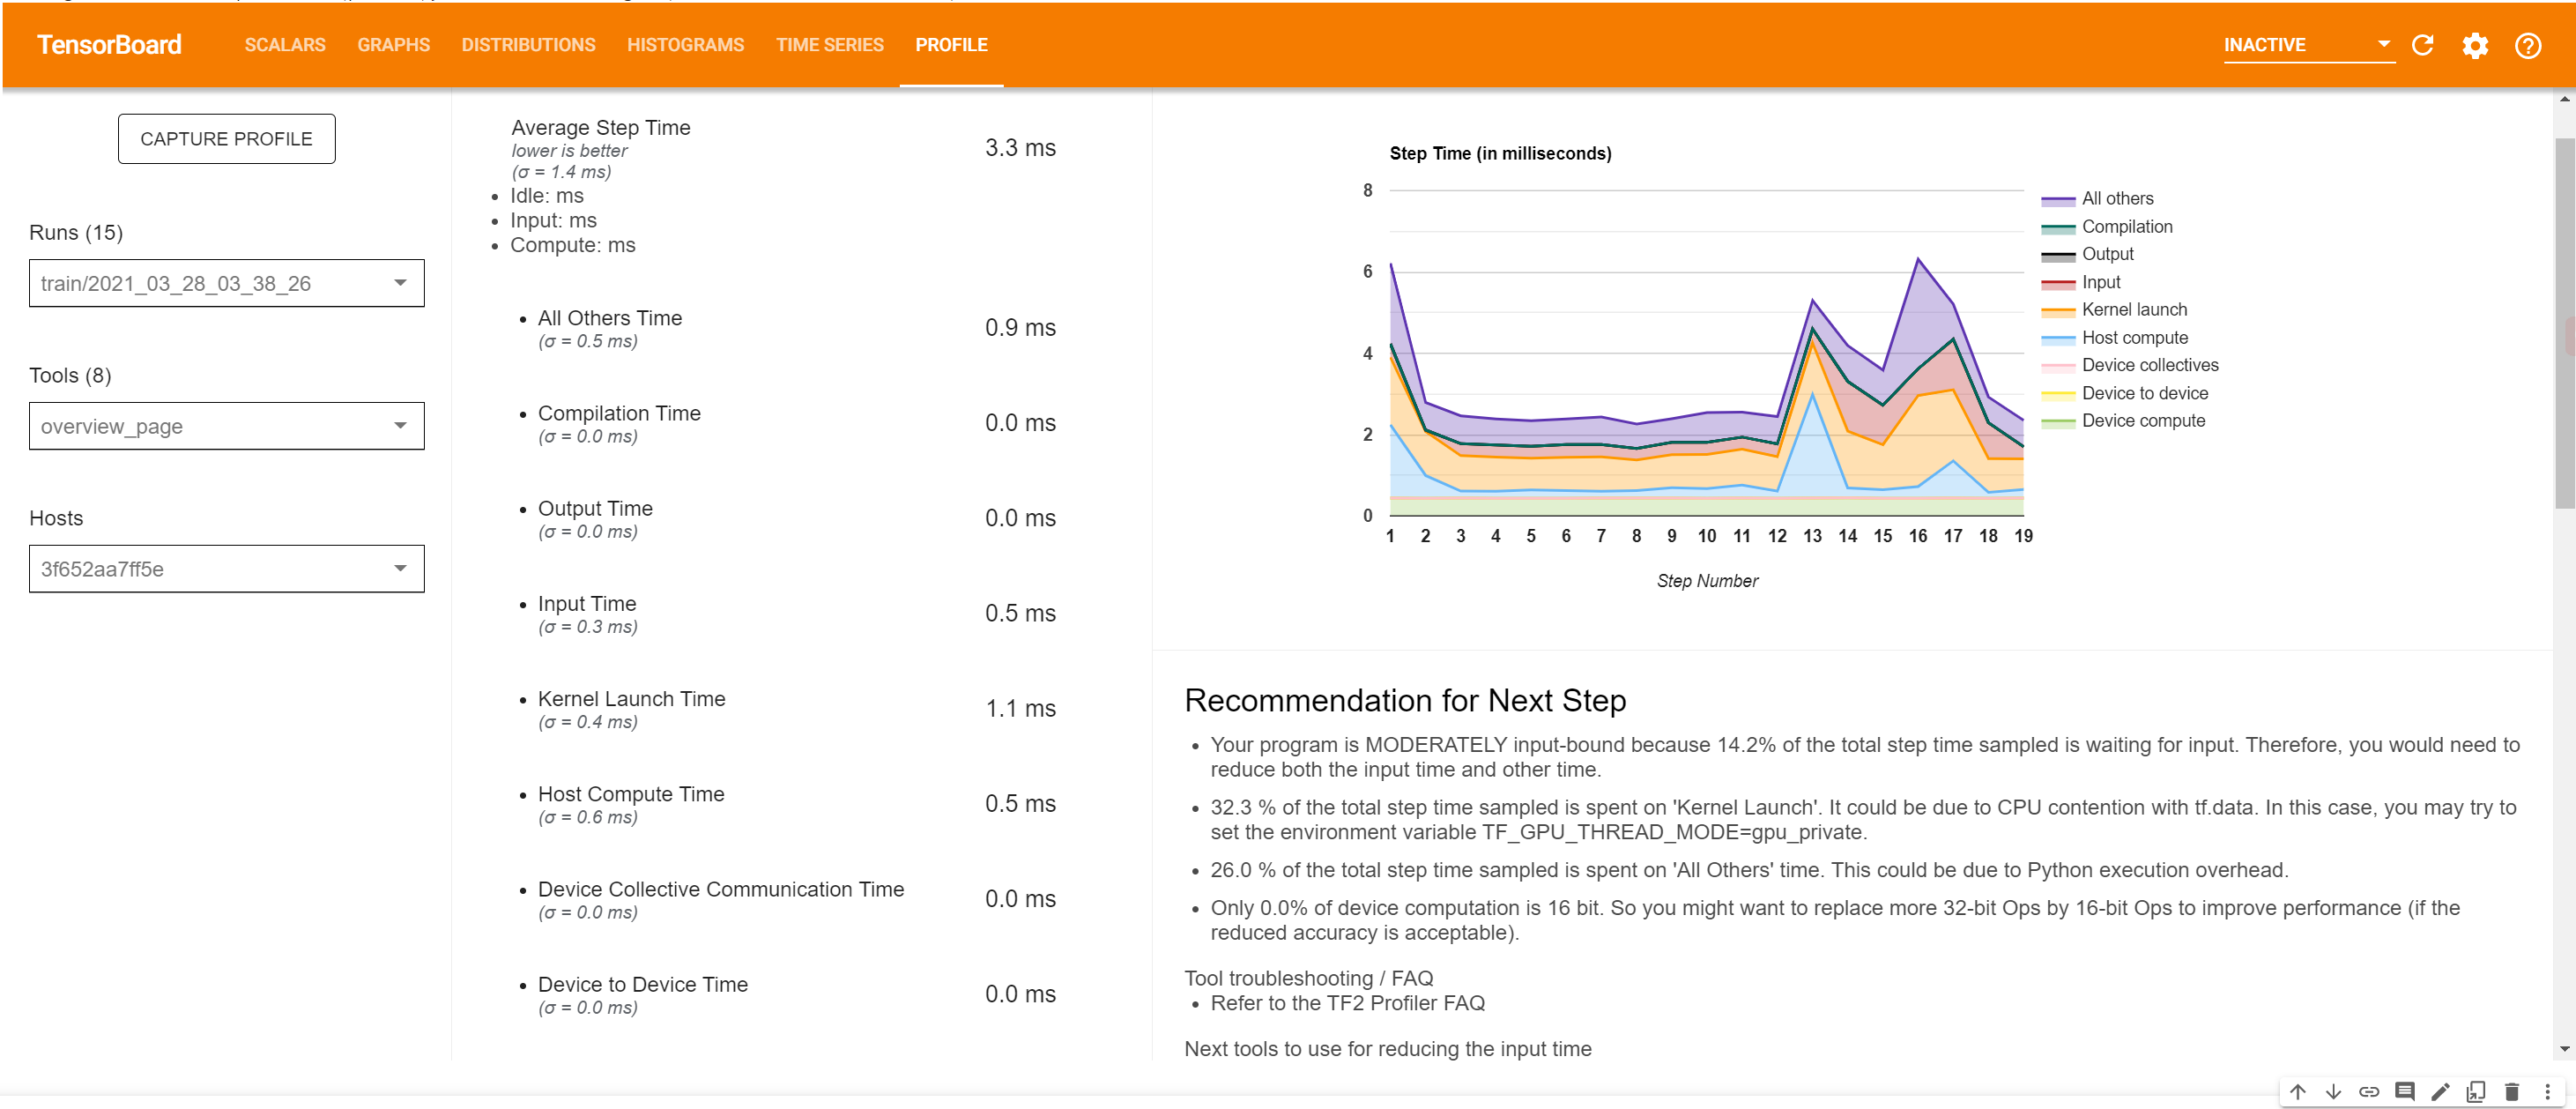 TensorBoard
SCALARS
GRAPHS
DISTRIBUTIONS
HISTOGRAMS
TIME SERIES
PROFILE
INACTIVE
CAPTURE PROFILE
Runs (15)
train/2021_03_28_03_38_26
Tools (8)
overview_page
Hosts
3f652aa7ff5e
Average Step Time
lower is better
(σ = 1.4 ms)
3.3 ms
• Idle: ms
• Input: ms
• Compute: ms
• All Others Time
(σ = 0.5 ms)
0.9 ms
• Compilation Time
(σ = 0.0 ms)
0.0 ms
• Output Time
(σ = 0.0 ms)
0.0 ms
• Input Time
(σ = 0.3 ms)
0.5 ms
• Kernel Launch Time
(σ = 0.4 ms)
1.1 ms
• Host Compute Time
(σ = 0.6 ms)
0.5 ms
• Device Collective Communication Time
(σ = 0.0 ms)
0.0 ms
• Device to Device Time
(σ = 0.0 ms)
0.0 ms
Step Time (in milliseconds)
8
6
4
2
0
1 2 3 4 5 6 7 8 9 10 11 12 13 14 15 16 17 18 19
Step Number
All others
Compilation
Output
Input
Kernel launch
Host compute
Device collectives
Device to device
Device compute
Recommendation for Next Step
• Your program is MODERATELY input-bound because 14.2% of the total step time sampled is waiting for input. Therefore, you would need to
reduce both the input time and other time.
• 32.3 % of the total step time sampled is spent on 'Kernel Launch'. It could be due to CPU contention with tf.data. In this case, you may try to
set the environment variable TF_GPU_THREAD_MODE=gpu_private.
• 26.0 % of the total step time sampled is spent on 'All Others' time. This could be due to Python execution overhead.
• Only 0.0% of device computation is 16 bit. So you might want to replace more 32-bit Ops by 16-bit Ops to improve performance (if the
reduced accuracy is acceptable).
Tool troubleshooting / FAQ
• Refer to the TF2 Profiler FAQ
Next tools to use for reducing the input time